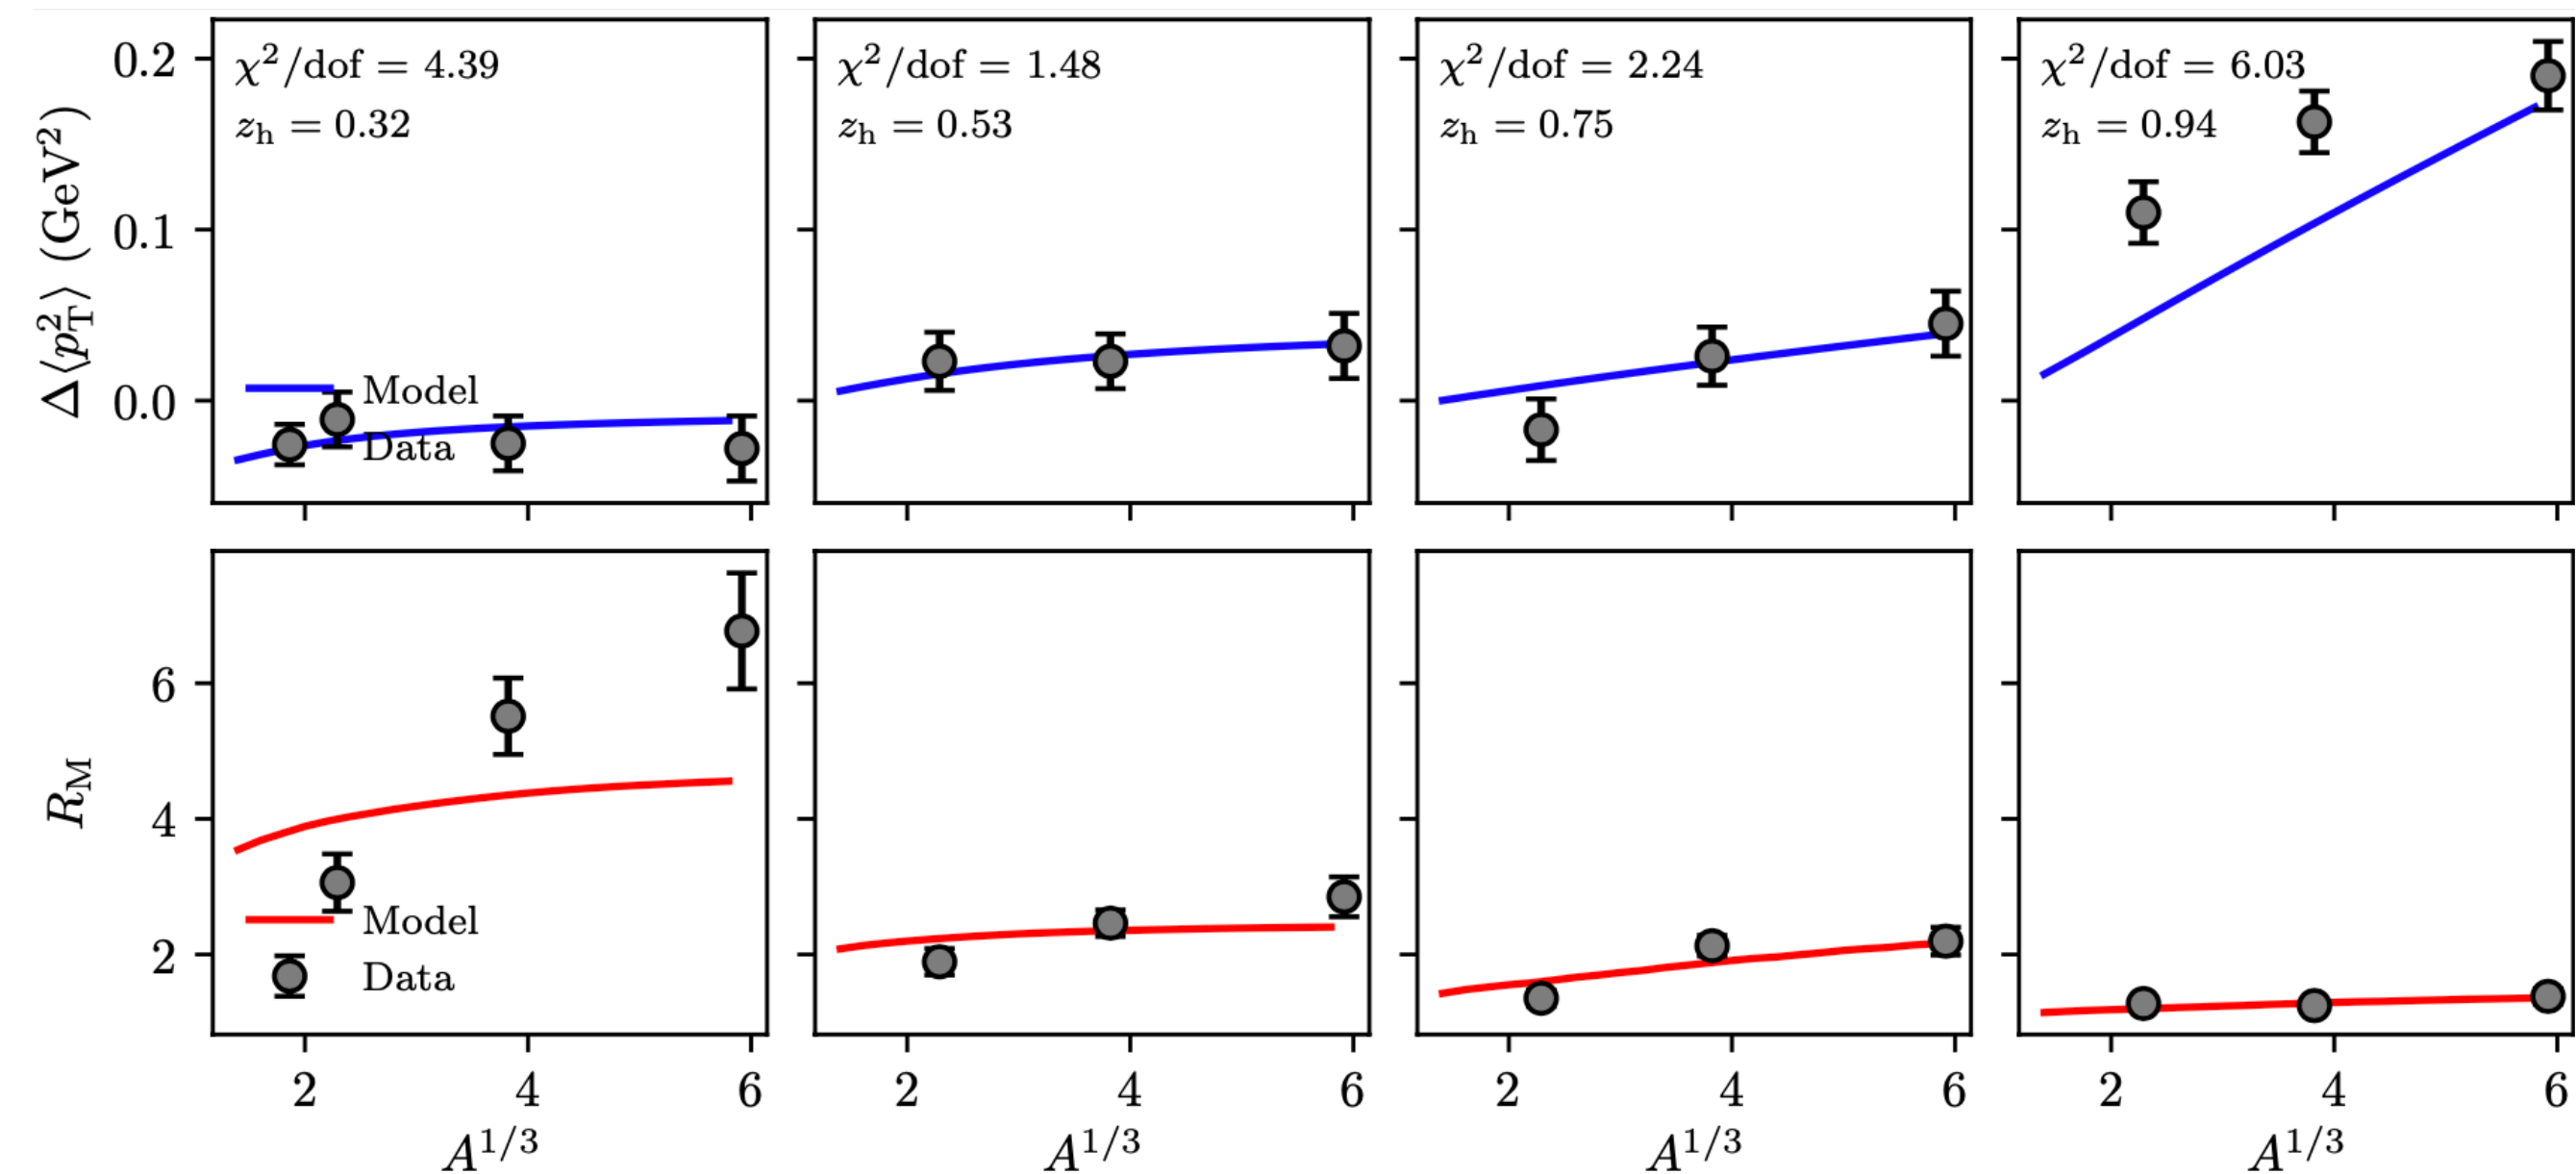 χ²/dof = 4.39
z_h = 0.32
χ²/dof = 1.48
z_h = 0.53
χ²/dof = 2.24
z_h = 0.75
χ²/dof = 6.03
z_h = 0.94
Δ⟨p_T²⟩ (GeV²)
0.2
0.1
0.0
Model
Data
R_M
6
4
2
Model
Data
2 4 6
2 4 6
2 4 6
2 4 6
A^{1/3}
A^{1/3}
A^{1/3}
A^{1/3}